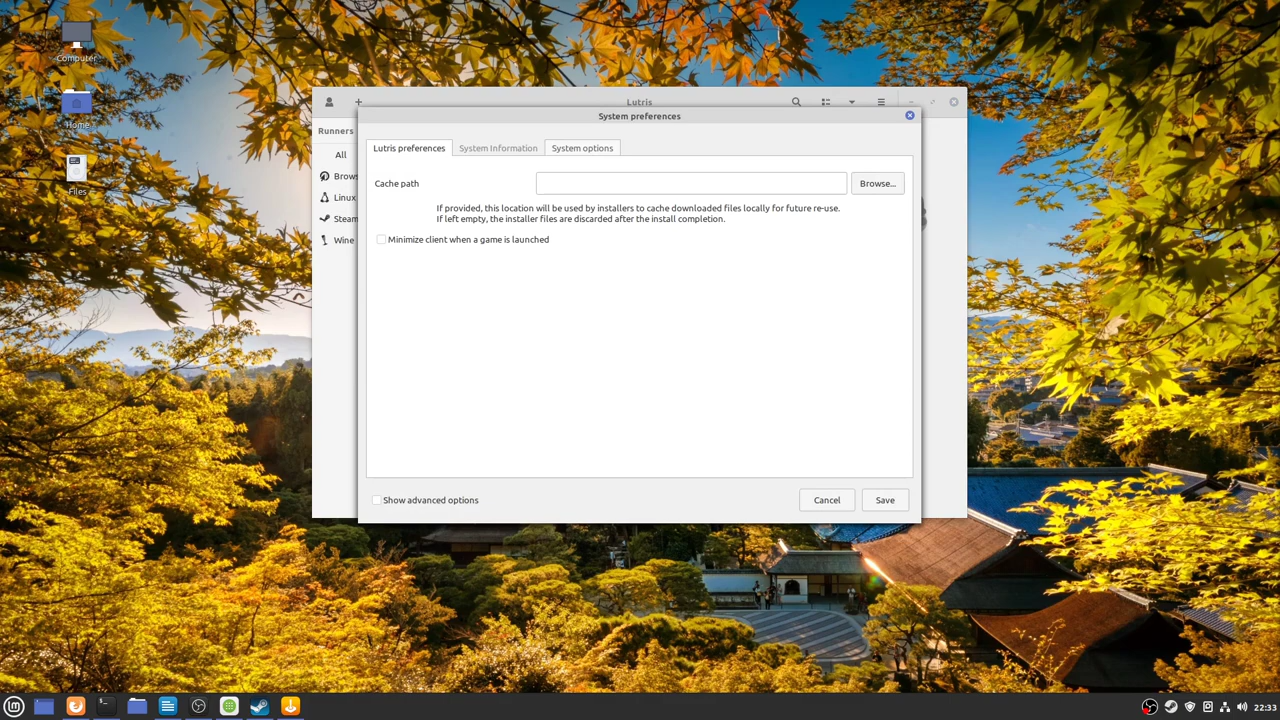 Computer
Home
Files
Lutris
System preferences
Runners
All
Brows
Linux
Steam
Wine
Lutris preferences
System Information
System options
Cache path
Browse...
If provided, this location will be used by installers to cache downloaded files locally for future re-use.
If left empty, the installer files are discarded after the install completion.
Minimize client when a game is launched
Show advanced options
Cancel
Save
22:33